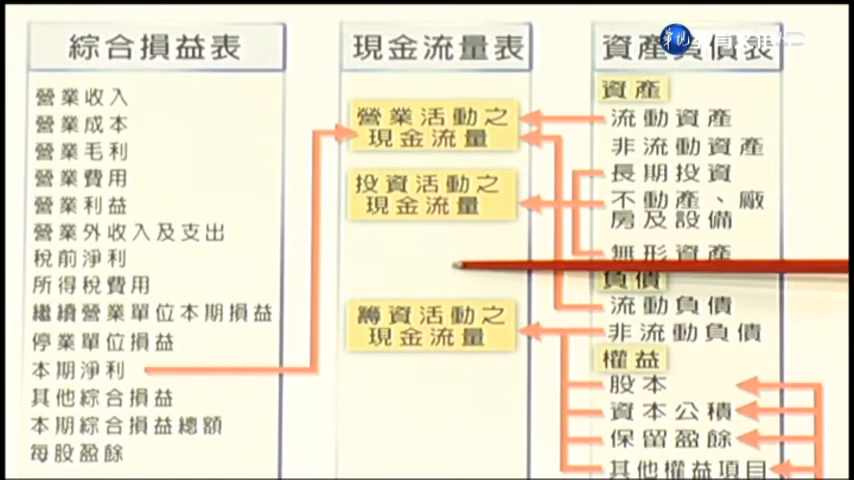 綜合損益表
營業收入
營業成本
營業毛利
營業費用
營業利益
營業外收入及支出
稅前淨利
所得稅費用
繼續營業單位本期損益
停業單位損益
本期淨利
其他綜合損益
本期綜合損益總額
每股盈餘
現金流量表
營業活動之
現金流量
投資活動之
現金流量
籌資活動之
現金流量
資產負債表
資產
流動資產
非流動資產
長期投資
不動產、廠
房及設備
無形資產
負債
流動負債
非流動負債
權益
股本
資本公積
保留盈餘
其他權益項目
華視
HD